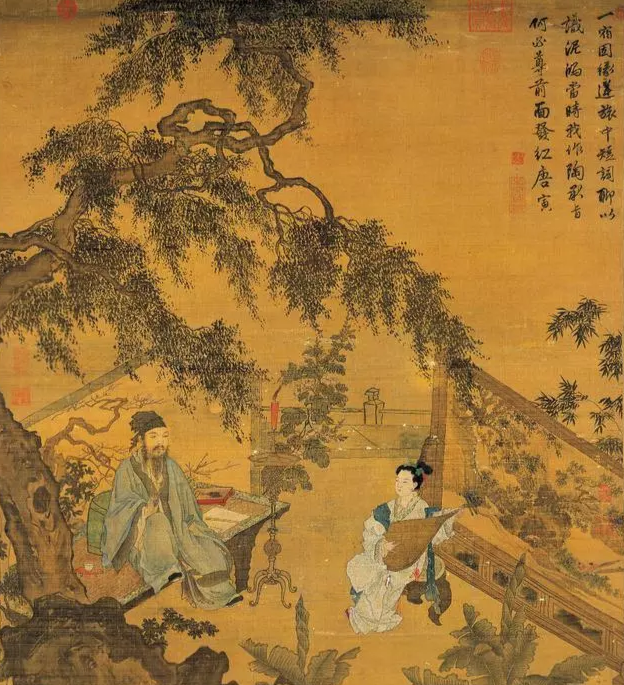 一宿因緣逆旅中短詞聊以
識泥鴻當時我作陶承旨
何必尊前面發紅唐寅